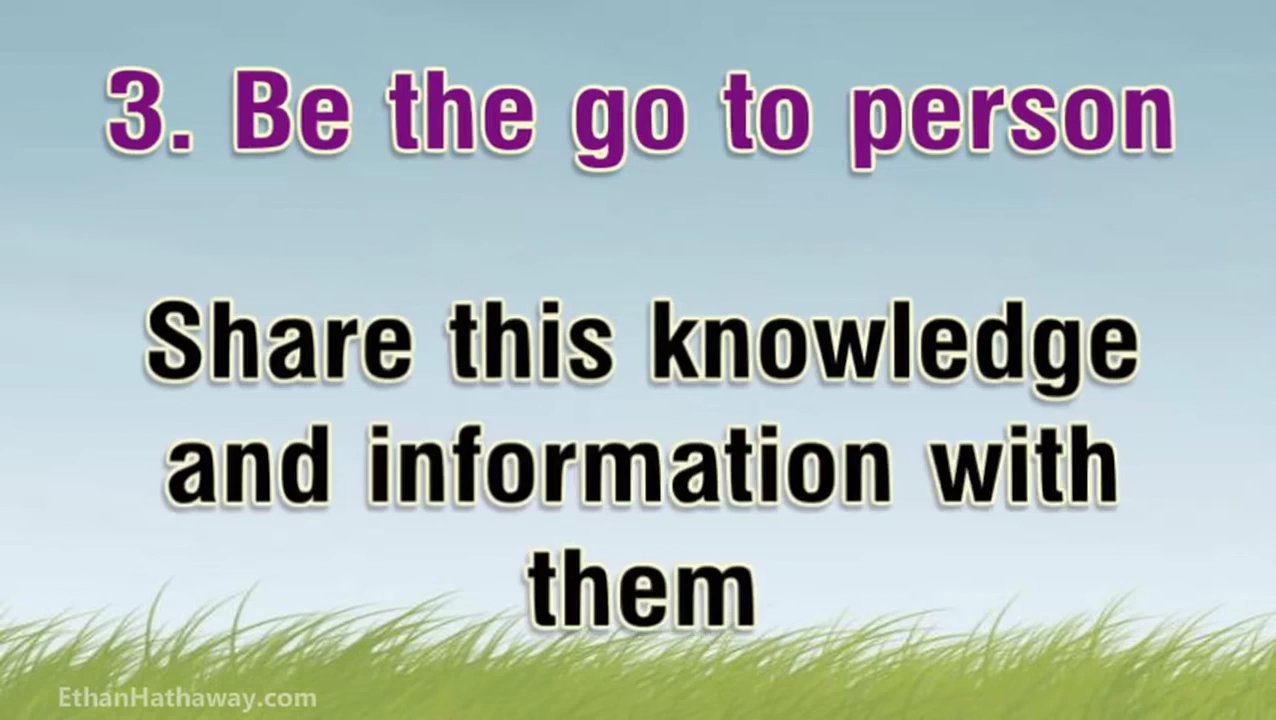 3. Be the go to person
Share this knowledge
and information with
them
EthanHathaway.com